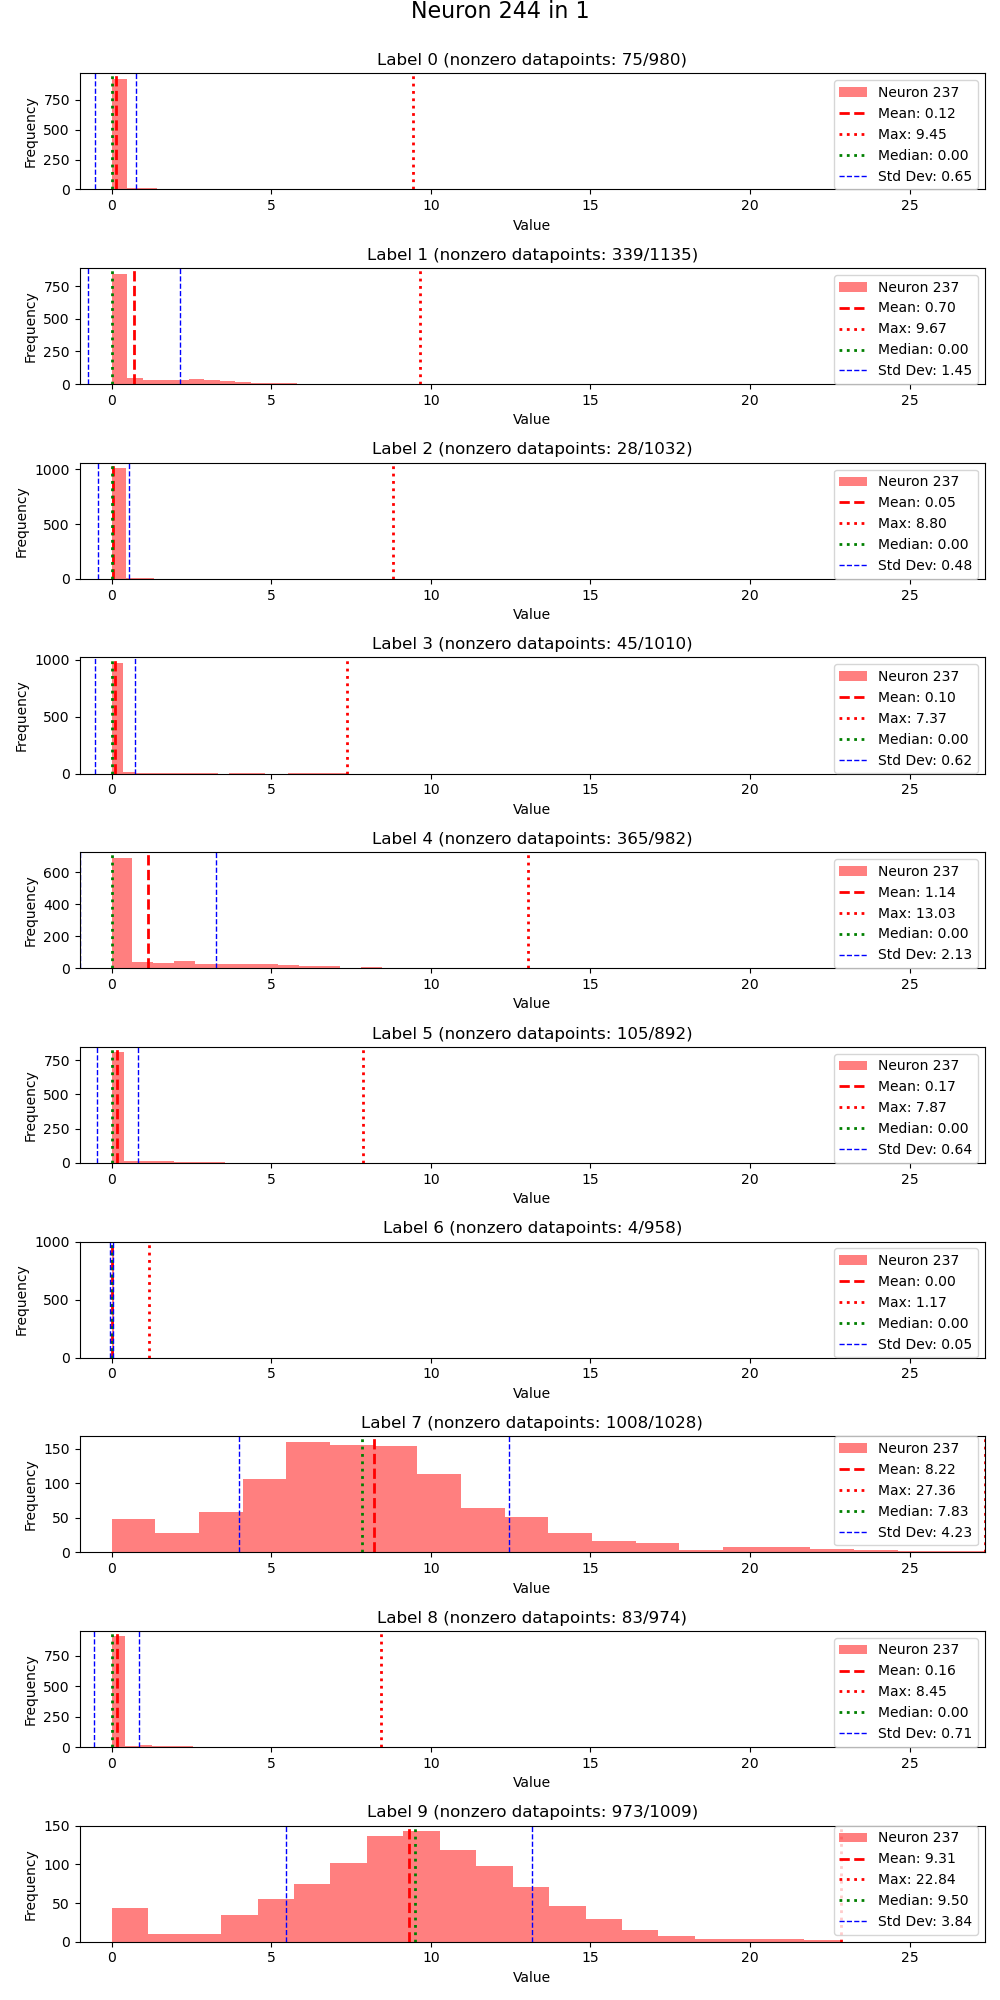 Neuron 244 in 1
Label 0 (nonzero datapoints: 75/980)
Frequency
750
500
250
0
Neuron 237
Mean: 0.12
Max: 9.45
Median: 0.00
Std Dev: 0.65
0 5 10 15 20 25
Value
Label 1 (nonzero datapoints: 339/1135)
Frequency
750
500
250
0
Neuron 237
Mean: 0.70
Max: 9.67
Median: 0.00
Std Dev: 1.45
0 5 10 15 20 25
Value
Label 2 (nonzero datapoints: 28/1032)
Frequency
1000
500
0
Neuron 237
Mean: 0.05
Max: 8.80
Median: 0.00
Std Dev: 0.48
0 5 10 15 20 25
Value
Label 3 (nonzero datapoints: 45/1010)
Frequency
1000
500
0
Neuron 237
Mean: 0.10
Max: 7.37
Median: 0.00
Std Dev: 0.62
0 5 10 15 20 25
Value
Label 4 (nonzero datapoints: 365/982)
Frequency
600
400
200
0
Neuron 237
Mean: 1.14
Max: 13.03
Median: 0.00
Std Dev: 2.13
0 5 10 15 20 25
Value
Label 5 (nonzero datapoints: 105/892)
Frequency
750
500
250
0
Neuron 237
Mean: 0.17
Max: 7.87
Median: 0.00
Std Dev: 0.64
0 5 10 15 20 25
Value
Label 6 (nonzero datapoints: 4/958)
Frequency
1000
500
0
Neuron 237
Mean: 0.00
Max: 1.17
Median: 0.00
Std Dev: 0.05
0 5 10 15 20 25
Value
Label 7 (nonzero datapoints: 1008/1028)
Frequency
150
100
50
0
Neuron 237
Mean: 8.22
Max: 27.36
Median: 7.83
Std Dev: 4.23
0 5 10 15 20 25
Value
Label 8 (nonzero datapoints: 83/974)
Frequency
750
500
250
0
Neuron 237
Mean: 0.16
Max: 8.45
Median: 0.00
Std Dev: 0.71
0 5 10 15 20 25
Value
Label 9 (nonzero datapoints: 973/1009)
Frequency
150
100
50
0
Neuron 237
Mean: 9.31
Max: 22.84
Median: 9.50
Std Dev: 3.84
0 5 10 15 20 25
Value